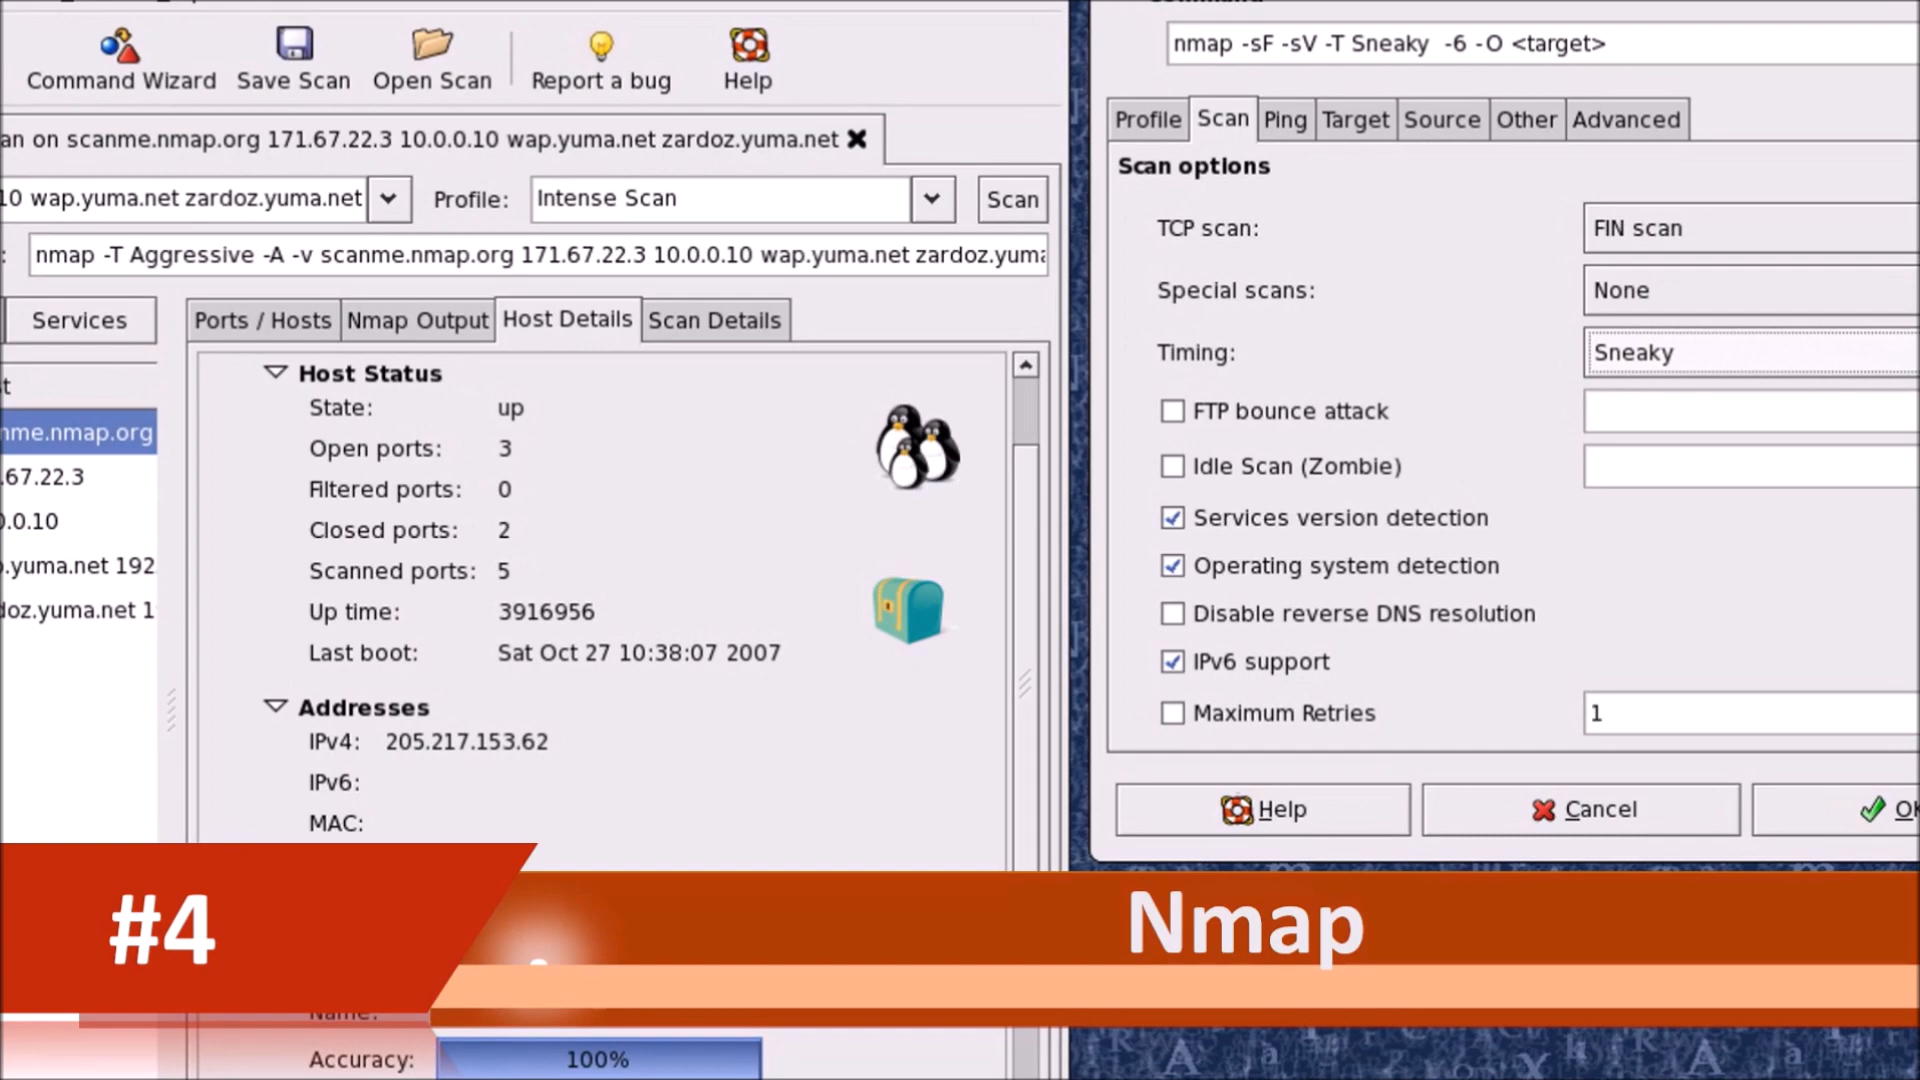 Command Wizard
Save Scan
Open Scan
Report a bug
Help
an on scanme.nmap.org 171.67.22.3 10.0.0.10 wap.yuma.net zardoz.yuma.net
10 wap.yuma.net zardoz.yuma.net
Profile:
Intense Scan
Scan
: nmap -T Aggressive -A -v scanme.nmap.org 171.67.22.3 10.0.0.10 wap.yuma.net zardoz.yuma
Services
t
nme.nmap.org
.67.22.3
0.0.10
.yuma.net 192
doz.yuma.net 1
Ports / Hosts
Nmap Output
Host Details
Scan Details
Host Status
State: up
Open ports: 3
Filtered ports: 0
Closed ports: 2
Scanned ports: 5
Up time: 3916956
Last boot: Sat Oct 27 10:38:07 2007
Addresses
IPv4: 205.217.153.62
IPv6:
MAC:
Name:
Accuracy: 100%
nmap -sF -sV -T Sneaky -6 -O <target>
Profile
Scan
Ping
Target
Source
Other
Advanced
Scan options
TCP scan: FIN scan
Special scans: None
Timing: Sneaky
FTP bounce attack
Idle Scan (Zombie)
Services version detection
Operating system detection
Disable reverse DNS resolution
IPv6 support
Maximum Retries 1
Help
Cancel
OK
#4
Nmap